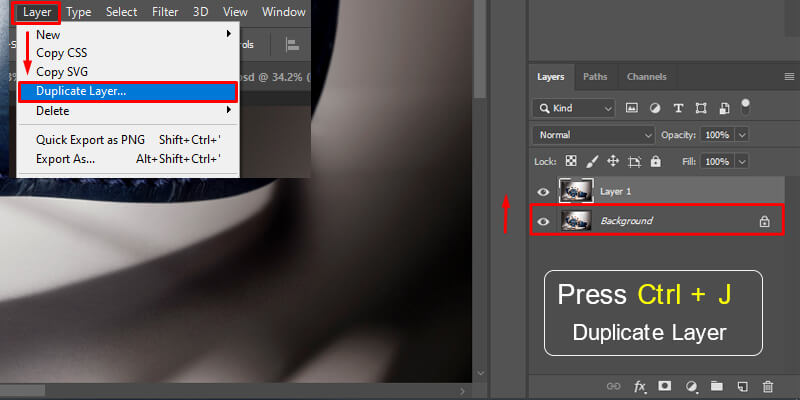 Layer Type Select Filter 3D View Window
New
Copy CSS
Copy SVG
Duplicate Layer...
Delete
Quick Export as PNG Shift+Ctrl+'
Export As... Alt+Shift+Ctrl+'
rols
sd @ 34.2% (
Layers Paths Channels
Kind
Normal Opacity: 100%
Lock: Fill: 100%
Layer 1
Background
Press Ctrl + J
Duplicate Layer
fx